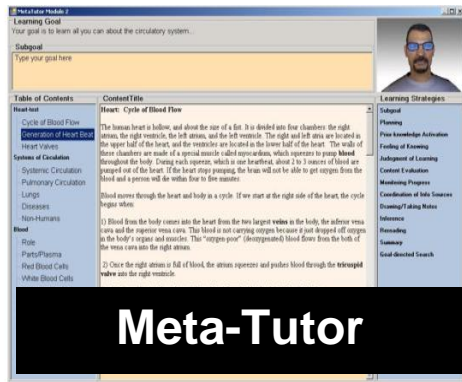 MetaTutor Module 2
Learning Goal
Your goal is to learn all you can about the circulatory system...
Subgoal
Type your goal here
Table of Contents
Heart-text
Cycle of Blood Flow
Generation of Heart Beat
Heart Valves
Systems of Circulation
Systemic Circulation
Pulmonary Circulation
Lungs
Diseases
Non-Humans
Blood
Role
Parts/Plasma
Red Blood Cells
White Blood Cells
ContentTitle
Heart: Cycle of Blood Flow
The human heart is hollow, and about the size of a fist. It is divided into four chambers: the right
atrium, the right ventricle, the left atrium, and the left ventricle. The right and left atria are located in
the upper half of the heart, and the ventricles are located in the lower half of the heart. The walls of
these chambers are made of a special muscle called myocardium, which squeezes to pump blood
throughout the body. During each squeeze, which is one heartbeat, about 2 to 3 ounces of blood are
pumped out of the heart. If the heart stops pumping, the brain will not be able to get oxygen from the
blood and a person will die within four to five minutes.
Blood moves through the heart and body in a cycle. If we start at the right side of the heart, the cycle
begins when:
1) Blood from the body comes into the heart from the two largest veins in the body, the inferior vena
cava and the superior vena cava. This blood is not carrying oxygen because it just dropped off oxygen
in the body's organs and muscles. This "oxygen-poor" (deoxygenated) blood flows from the both of
the vena cava into the right atrium.
2) Once the right atrium is full of blood, the atrium squeezes and pushes blood through the tricuspid
valve into the right ventricle.
Learning Strategies
Subgoal
Planning
Prior knowledge Activation
Feeling of Knowing
Judgment of Learning
Content Evaluation
Monitoring Progress
Coordination of Info Sources
Drawing/Taking Notes
Inference
Rereading
Summary
Goal-directed Search
Meta-Tutor